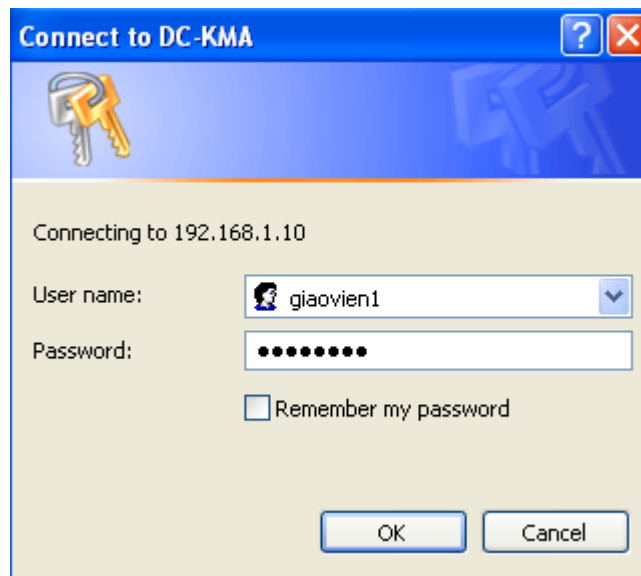 Connect to DC-KMA
Connecting to 192.168.1.10
User name: giaovien1
Password: ••••••••
Remember my password
OK Cancel